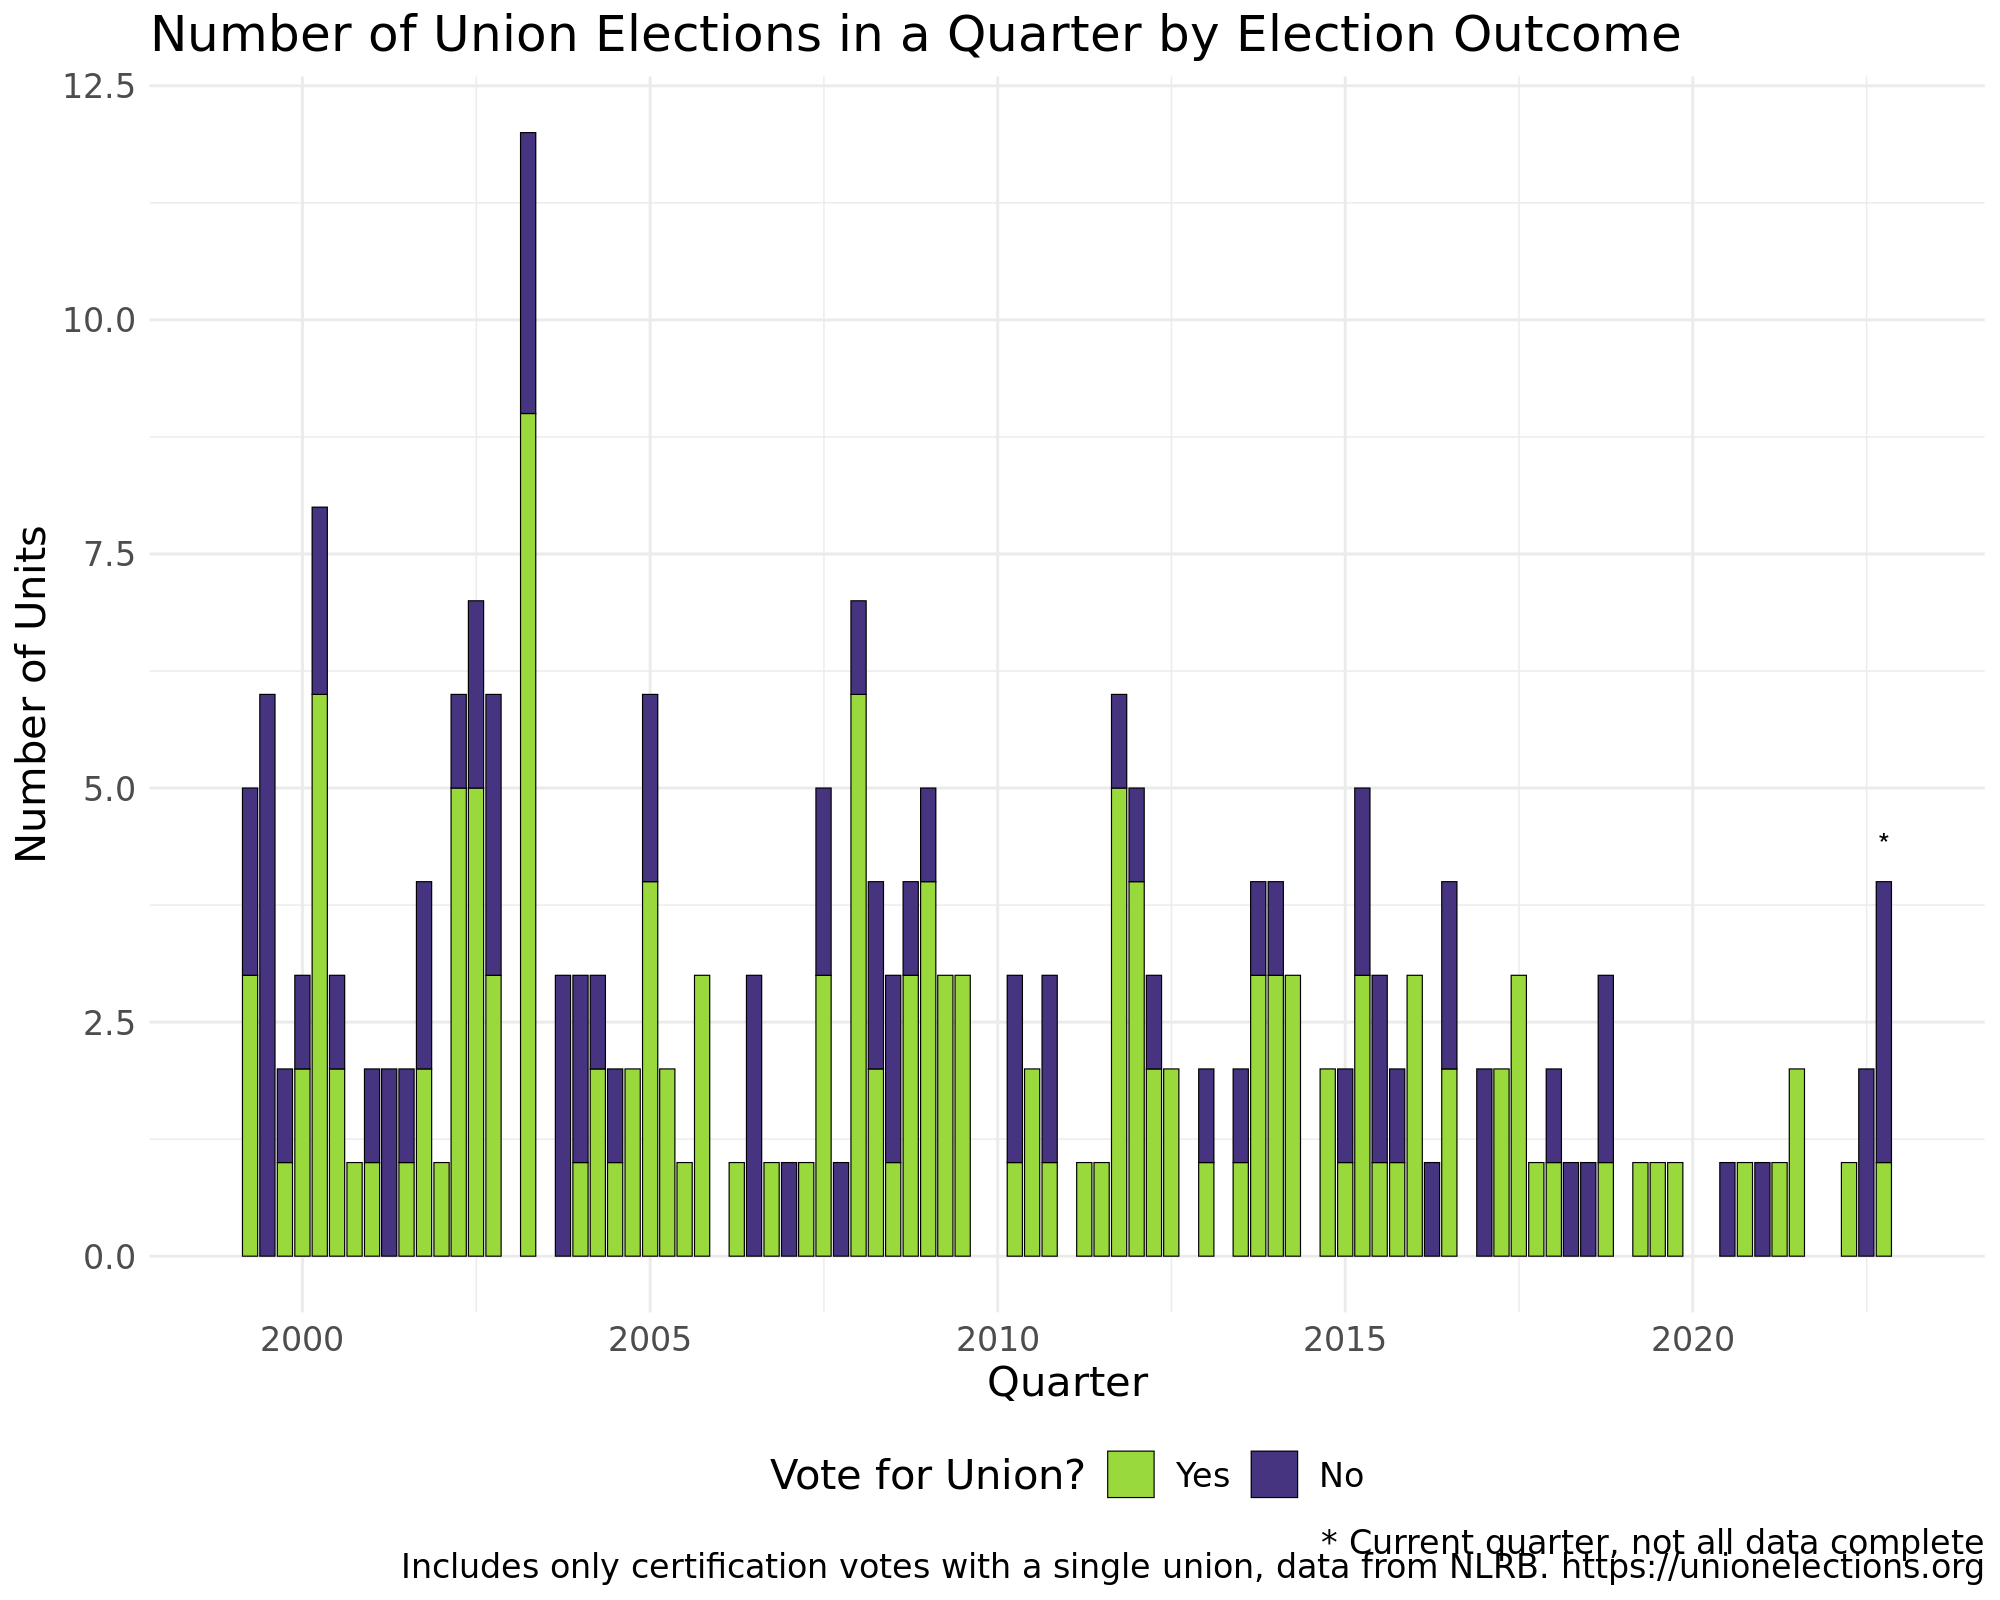 Number of Union Elections in a Quarter by Election Outcome
12.5
10.0
7.5
5.0
2.5
0.0
Number of Units
*
2000 2005 2010 2015 2020
Quarter
Vote for Union? Yes No
* Current quarter, not all data complete
Includes only certification votes with a single union, data from NLRB. https://unionelections.org